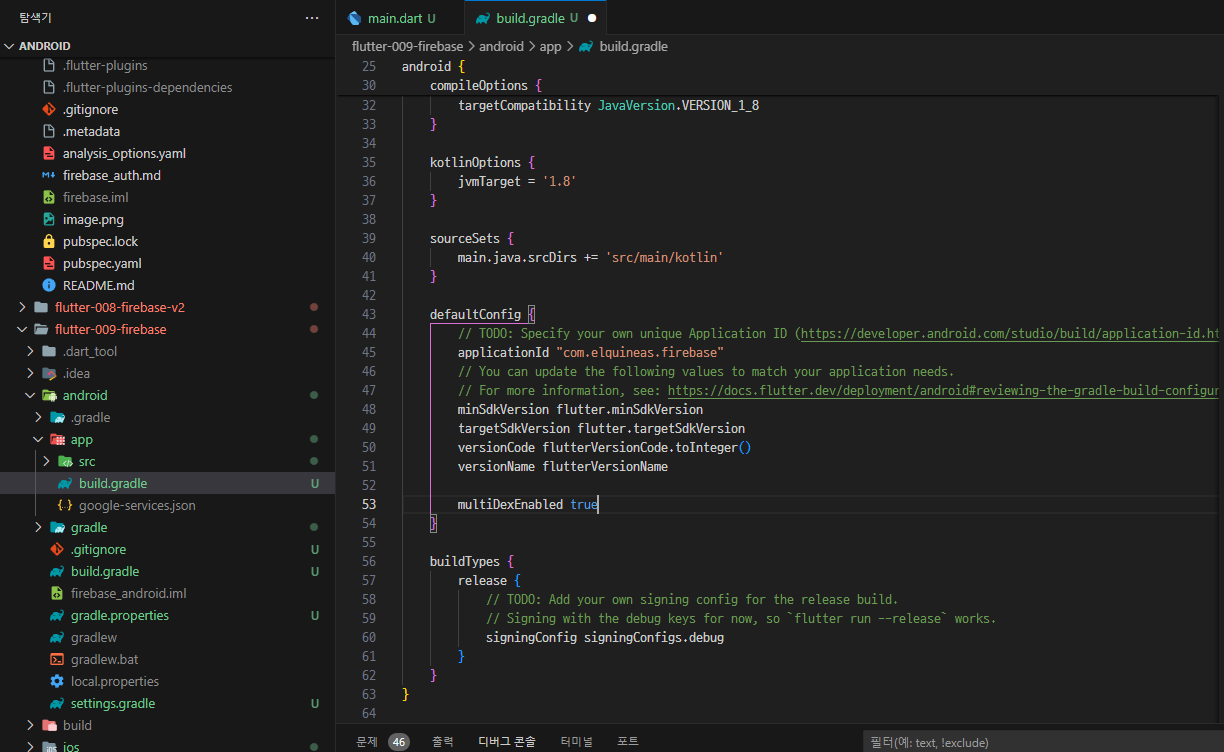 탐색기 ...
ANDROID
.flutter-plugins
.flutter-plugins-dependencies
.gitignore
.metadata
analysis_options.yaml
firebase_auth.md
firebase.iml
image.png
pubspec.lock
pubspec.yaml
README.md
flutter-008-firebase-v2
flutter-009-firebase
.dart_tool
.idea
android
.gradle
app
src
build.gradle U
google-services.json
gradle
.gitignore U
build.gradle U
firebase_android.iml
gradle.properties U
gradlew
gradlew.bat
local.properties
settings.gradle U
build
ios
main.dart U
build.gradle U
flutter-009-firebase > android > app > build.gradle
25 android {
30 compileOptions {
32 targetCompatibility JavaVersion.VERSION_1_8
33 }
34
35 kotlinOptions {
36 jvmTarget = '1.8'
37 }
38
39 sourceSets {
40 main.java.srcDirs += 'src/main/kotlin'
41 }
42
43 defaultConfig {
44 // TODO: Specify your own unique Application ID (https://developer.android.com/studio/build/application-id.ht
45 applicationId "com.elquineas.firebase"
46 // You can update the following values to match your application needs.
47 // For more information, see: https://docs.flutter.dev/deployment/android#reviewing-the-gradle-build-configur
48 minSdkVersion flutter.minSdkVersion
49 targetSdkVersion flutter.targetSdkVersion
50 versionCode flutterVersionCode.toInteger()
51 versionName flutterVersionName
52
53 multiDexEnabled true
54 }
55
56 buildTypes {
57 release {
58 // TODO: Add your own signing config for the release build.
59 // Signing with the debug keys for now, so `flutter run --release` works.
60 signingConfig signingConfigs.debug
61 }
62 }
63 }
64
문제 46 출력 디버그 콘솔 터미널 포트 필터(예: text, !exclude)